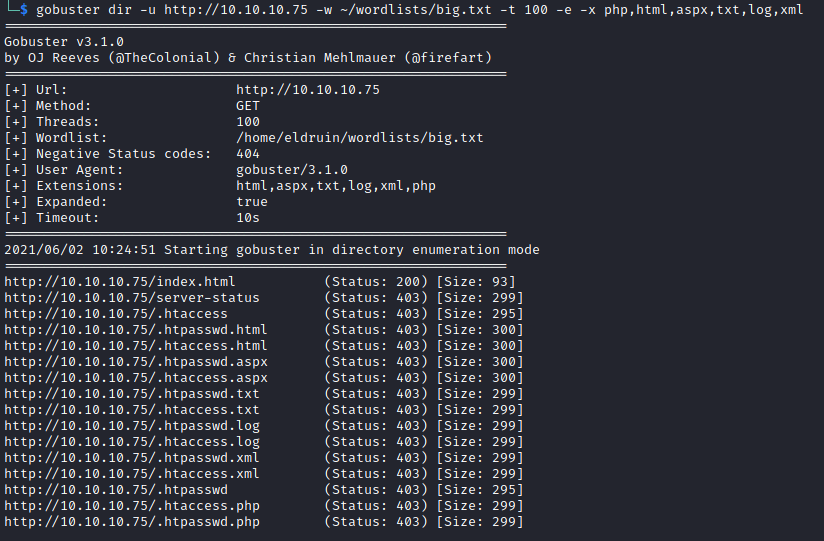 └─$ gobuster dir -u http://10.10.10.75 -w ~/wordlists/big.txt -t 100 -e -x php,html,aspx,txt,log,xml
===============================================================
Gobuster v3.1.0
by OJ Reeves (@TheColonial) & Christian Mehlmauer (@firefart)
===============================================================
[+] Url:                     http://10.10.10.75
[+] Method:                  GET
[+] Threads:                 100
[+] Wordlist:                /home/eldruin/wordlists/big.txt
[+] Negative Status codes:   404
[+] User Agent:              gobuster/3.1.0
[+] Extensions:              html,aspx,txt,log,xml,php
[+] Expanded:                true
[+] Timeout:                 10s
===============================================================
2021/06/02 10:24:51 Starting gobuster in directory enumeration mode
===============================================================
http://10.10.10.75/index.html           (Status: 200) [Size: 93]
http://10.10.10.75/server-status        (Status: 403) [Size: 299]
http://10.10.10.75/.htaccess            (Status: 403) [Size: 295]
http://10.10.10.75/.htpasswd.html       (Status: 403) [Size: 300]
http://10.10.10.75/.htaccess.html       (Status: 403) [Size: 300]
http://10.10.10.75/.htpasswd.aspx       (Status: 403) [Size: 300]
http://10.10.10.75/.htaccess.aspx       (Status: 403) [Size: 300]
http://10.10.10.75/.htpasswd.txt        (Status: 403) [Size: 299]
http://10.10.10.75/.htaccess.txt        (Status: 403) [Size: 299]
http://10.10.10.75/.htpasswd.log        (Status: 403) [Size: 299]
http://10.10.10.75/.htaccess.log        (Status: 403) [Size: 299]
http://10.10.10.75/.htpasswd.xml        (Status: 403) [Size: 299]
http://10.10.10.75/.htaccess.xml        (Status: 403) [Size: 299]
http://10.10.10.75/.htpasswd            (Status: 403) [Size: 295]
http://10.10.10.75/.htaccess.php        (Status: 403) [Size: 299]
http://10.10.10.75/.htpasswd.php        (Status: 403) [Size: 299]